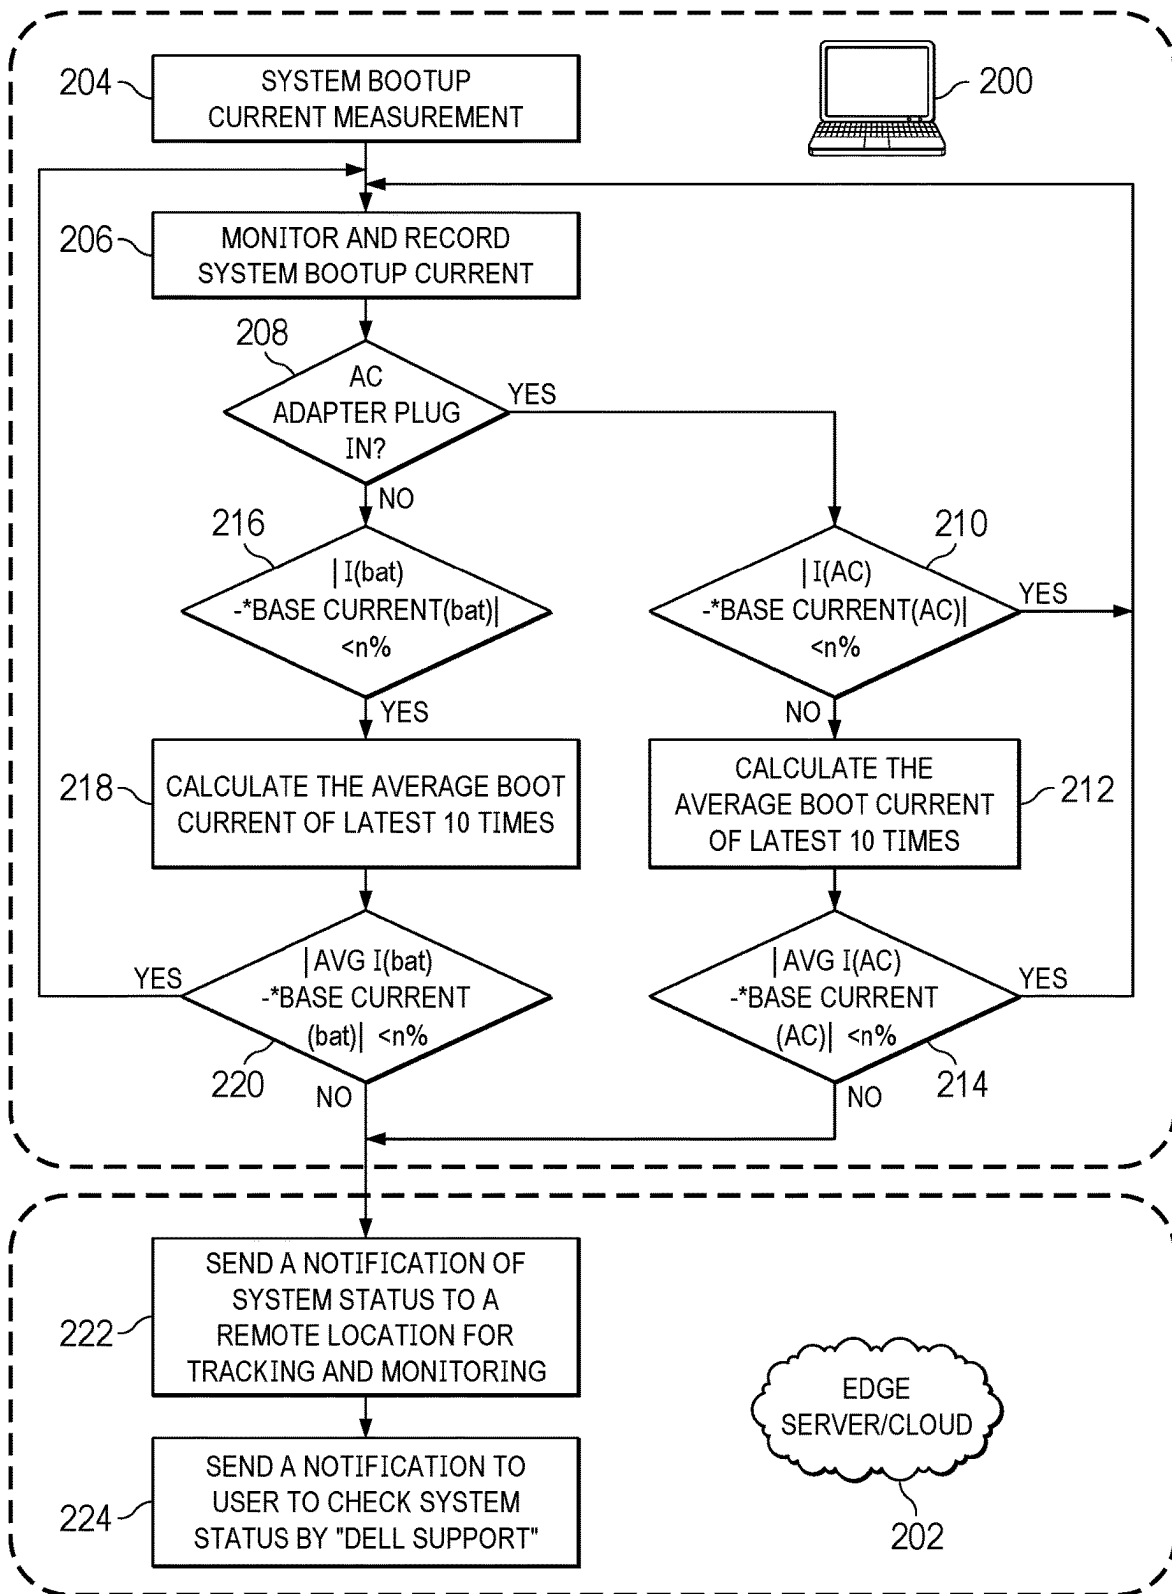 204
SYSTEM BOOTUP
CURRENT MEASUREMENT
200
206
MONITOR AND RECORD
SYSTEM BOOTUP CURRENT
208
AC
ADAPTER PLUG
IN?
YES
NO
216
|I(bat)
-*BASE CURRENT(bat)|
<n%
YES
210
|I(AC)
-*BASE CURRENT(AC)|
<n%
YES
NO
218
CALCULATE THE AVERAGE BOOT
CURRENT OF LATEST 10 TIMES
CALCULATE THE
AVERAGE BOOT CURRENT
OF LATEST 10 TIMES
212
YES
|AVG I(bat)
-*BASE CURRENT
(bat)| <n%
220
NO
|AVG I(AC)
-*BASE CURRENT
(AC)| <n%
YES
214
NO
222
SEND A NOTIFICATION OF
SYSTEM STATUS TO A
REMOTE LOCATION FOR
TRACKING AND MONITORING
EDGE
SERVER/CLOUD
202
224
SEND A NOTIFICATION TO
USER TO CHECK SYSTEM
STATUS BY "DELL SUPPORT"